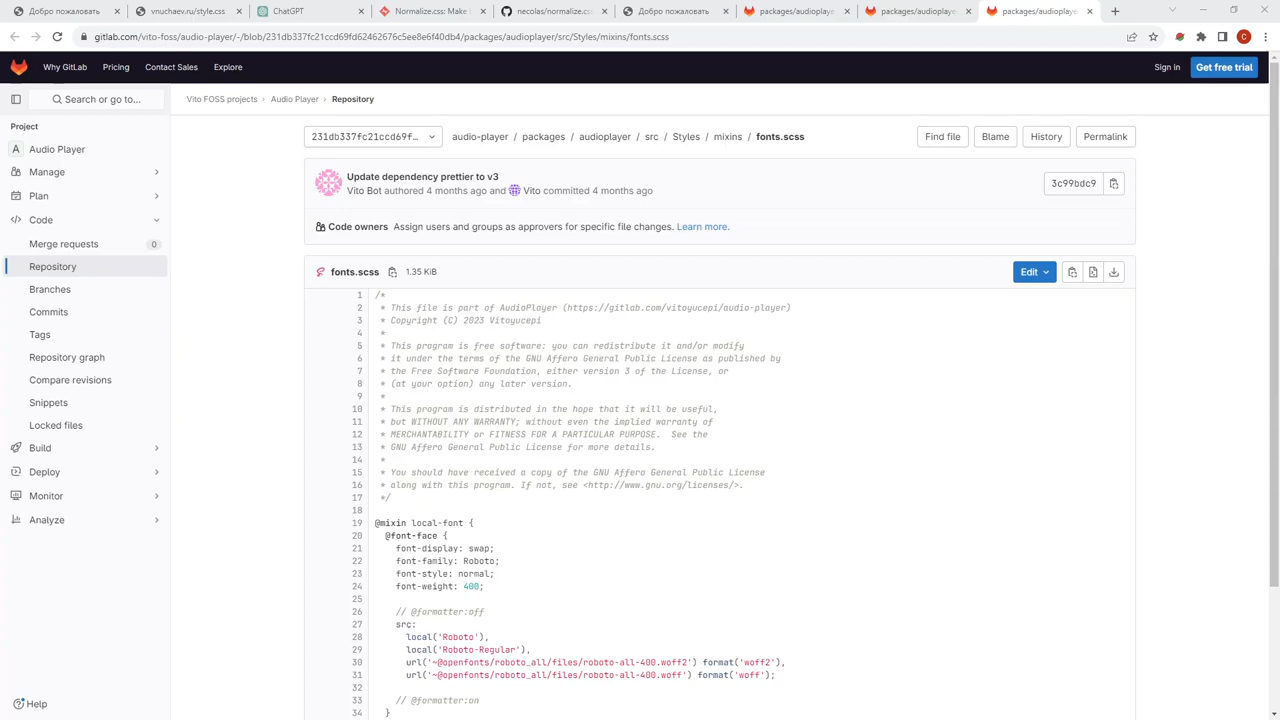 Добро пожаловать
vnuchaev.ru/style.css
ChatGPT
Normalize.css: Make b
necolas/normalize.css
Добро пожаловать
packages/audioplayer
packages/audioplayer
packages/audioplayer
gitlab.com/vito-foss/audio-player/-/blob/231db337fc21ccd69fd62462676c5ee8e6f40db4/packages/audioplayer/src/Styles/mixins/fonts.scss
C
Why GitLab Pricing Contact Sales Explore Sign in Get free trial
Search or go to...
Vito FOSS projects › Audio Player › Repository
Project
A Audio Player
Manage
Plan
Code
Merge requests 0
Repository
Branches
Commits
Tags
Repository graph
Compare revisions
Snippets
Locked files
Build
Deploy
Monitor
Analyze
Help
231db337fc21ccd69f… audio-player / packages / audioplayer / src / Styles / mixins / fonts.scss Find file Blame History Permalink
Update dependency prettier to v3
Vito Bot authored 4 months ago and Vito committed 4 months ago
3c99bdc9
Code owners Assign users and groups as approvers for specific file changes. Learn more.
fonts.scss 1.35 KiB Edit
1 /*
2 * This file is part of AudioPlayer (https://gitlab.com/vitoyucepi/audio-player)
3 * Copyright (C) 2023 Vitoyucepi
4 *
5 * This program is free software: you can redistribute it and/or modify
6 * it under the terms of the GNU Affero General Public License as published by
7 * the Free Software Foundation, either version 3 of the License, or
8 * (at your option) any later version.
9 *
10 * This program is distributed in the hope that it will be useful,
11 * but WITHOUT ANY WARRANTY; without even the implied warranty of
12 * MERCHANTABILITY or FITNESS FOR A PARTICULAR PURPOSE.  See the
13 * GNU Affero General Public License for more details.
14 *
15 * You should have received a copy of the GNU Affero General Public License
16 * along with this program. If not, see <http://www.gnu.org/licenses/>.
17 */
18
19 @mixin local-font {
20 @font-face {
21 font-display: swap;
22 font-family: Roboto;
23 font-style: normal;
24 font-weight: 400;
25
26 // @formatter:off
27 src:
28 local('Roboto'),
29 local('Roboto-Regular'),
30 url('~@openfonts/roboto_all/files/roboto-all-400.woff2') format('woff2'),
31 url('~@openfonts/roboto_all/files/roboto-all-400.woff') format('woff');
32
33 // @formatter:on
34 }